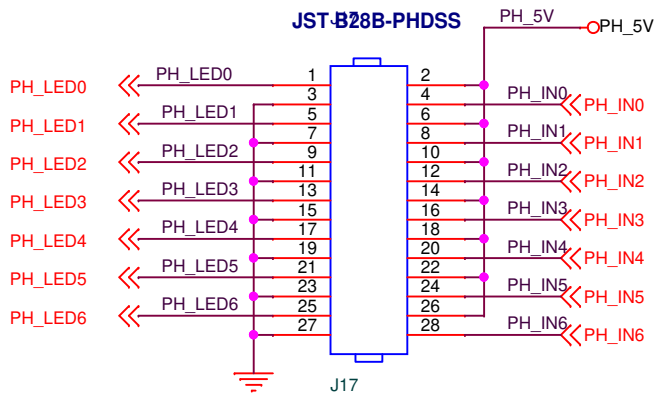 JST-B28B-PHDSS
PH_5V
PH_5V
PH_LED0 PH_LED0 1 2
3 4 PH_IN0 PH_IN0
PH_LED1 PH_LED1 5 6
7 8 PH_IN1 PH_IN1
PH_LED2 PH_LED2 9 10
11 12 PH_IN2 PH_IN2
PH_LED3 PH_LED3 13 14
15 16 PH_IN3 PH_IN3
PH_LED4 PH_LED4 17 18
19 20 PH_IN4 PH_IN4
PH_LED5 PH_LED5 21 22
23 24 PH_IN5 PH_IN5
PH_LED6 PH_LED6 25 26
27 28 PH_IN6 PH_IN6
J17